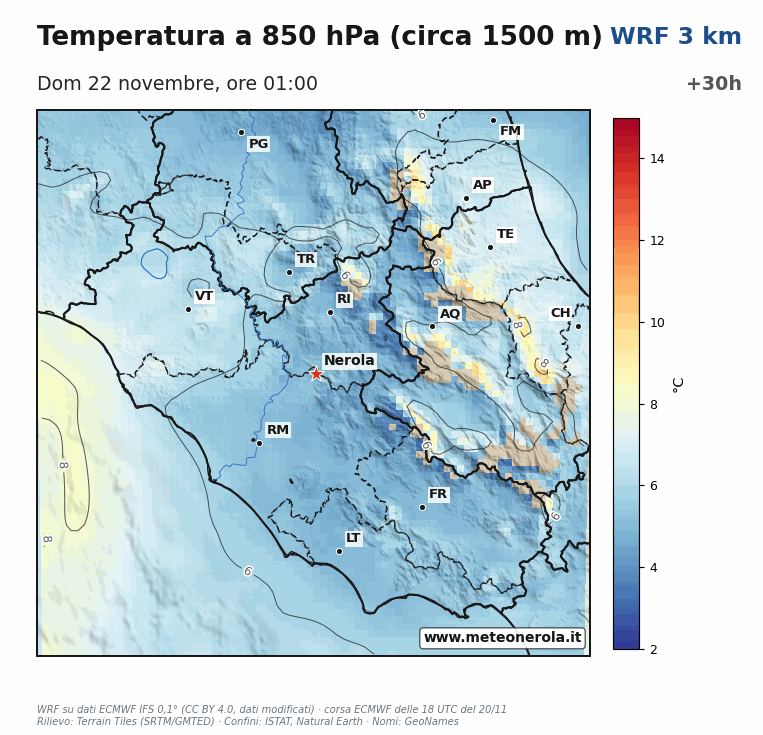 Temperatura a 850 hPa (circa 1500 m) WRF 3 km
Dom 22 novembre, ore 01:00 +30h
6
FM
PG
AP
TE
TR
6
6
RI
VT
AQ
CH
8
14
12
10
8
6
4
2
°C
8
Nerola
RM
6
8
FR
6
8
LT
6
www.meteonerola.it
WRF su dati ECMWF IFS 0,1° (CC BY 4.0, dati modificati) · corsa ECMWF delle 18 UTC del 20/11
Rilievo: Terrain Tiles (SRTM/GMTED) · Confini: ISTAT, Natural Earth · Nomi: GeoNames